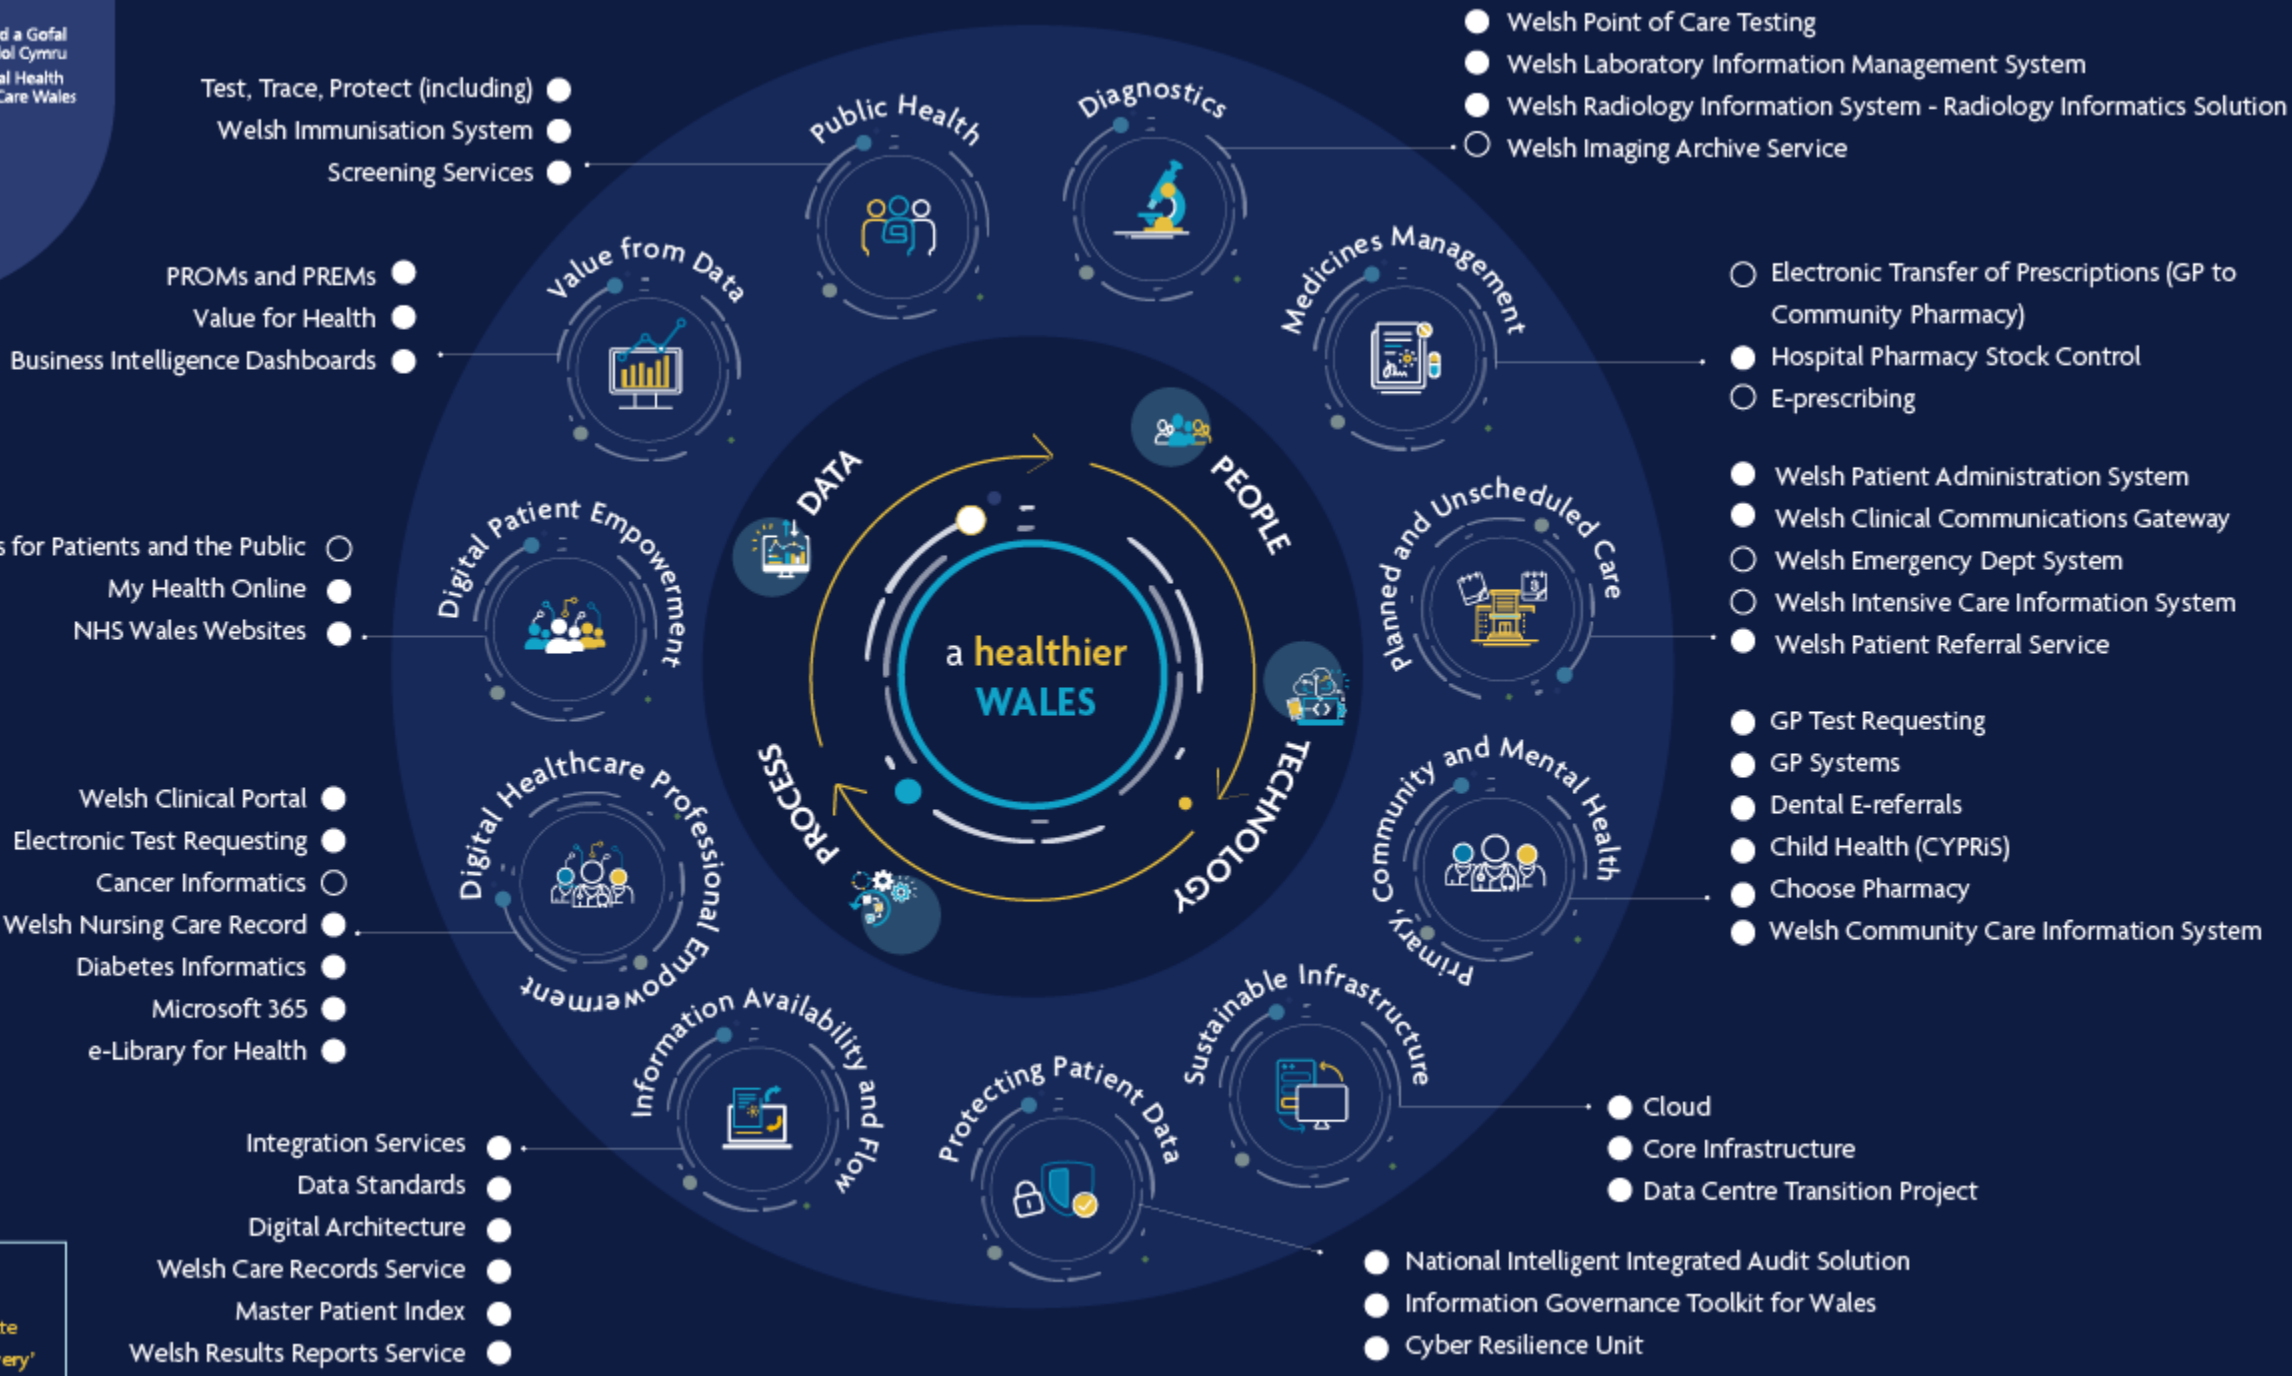 d a Gofal
ol Cymru
al Health
Care Wales
Test, Trace, Protect (including)
Welsh Immunisation System
Screening Services
Public Health
Diagnostics
Welsh Point of Care Testing
Welsh Laboratory Information Management System
Welsh Radiology Information System - Radiology Informatics Solution
Welsh Imaging Archive Service
PROMs and PREMs
Value for Health
Business Intelligence Dashboards
Value from Data
Medicines Management
Electronic Transfer of Prescriptions (GP to
Community Pharmacy)
Hospital Pharmacy Stock Control
E-prescribing
s for Patients and the Public
My Health Online
NHS Wales Websites
Digital Patient Empowerment
DATA
PEOPLE
a healthier
WALES
PROCESS
TECHNOLOGY
Planned and Unscheduled Care
Welsh Patient Administration System
Welsh Clinical Communications Gateway
Welsh Emergency Dept System
Welsh Intensive Care Information System
Welsh Patient Referral Service
Welsh Clinical Portal
Electronic Test Requesting
Cancer Informatics
Welsh Nursing Care Record
Diabetes Informatics
Microsoft 365
e-Library for Health
Digital Healthcare Professional Empowerment
Primary, Community and Mental Health
GP Test Requesting
GP Systems
Dental E-referrals
Child Health (CYPRiS)
Choose Pharmacy
Welsh Community Care Information System
Integration Services
Data Standards
Digital Architecture
Welsh Care Records Service
Master Patient Index
Welsh Results Reports Service
Information Availability and Flow
Protecting Patient Data
Sustainable Infrastructure
Cloud
Core Infrastructure
Data Centre Transition Project
National Intelligent Integrated Audit Solution
Information Governance Toolkit for Wales
Cyber Resilience Unit
te
ery'